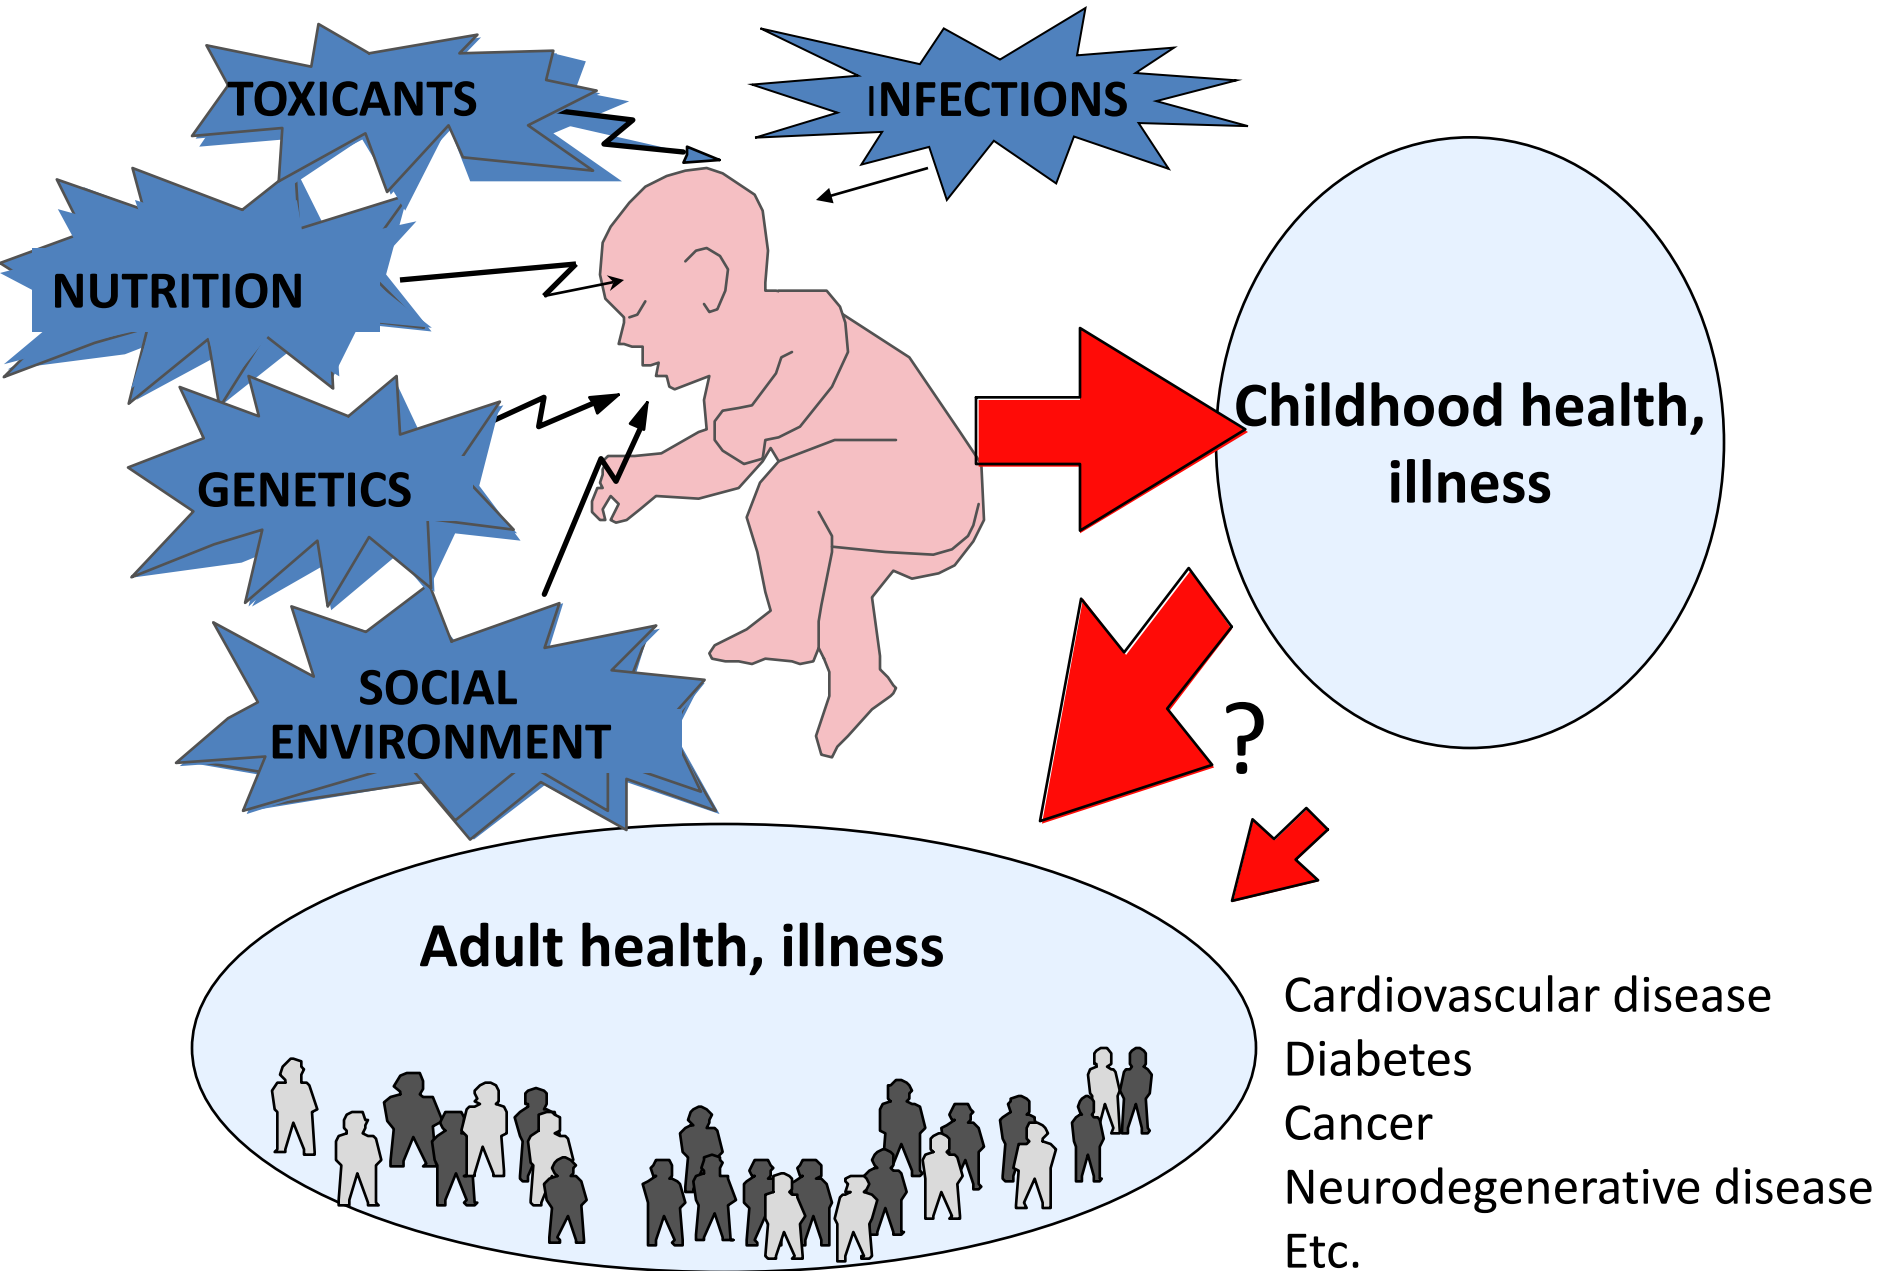 TOXICANTS
INFECTIONS
NUTRITION
GENETICS
SOCIAL
ENVIRONMENT
Childhood health,
illness
?
Adult health, illness
Cardiovascular disease
Diabetes
Cancer
Neurodegenerative disease
Etc.